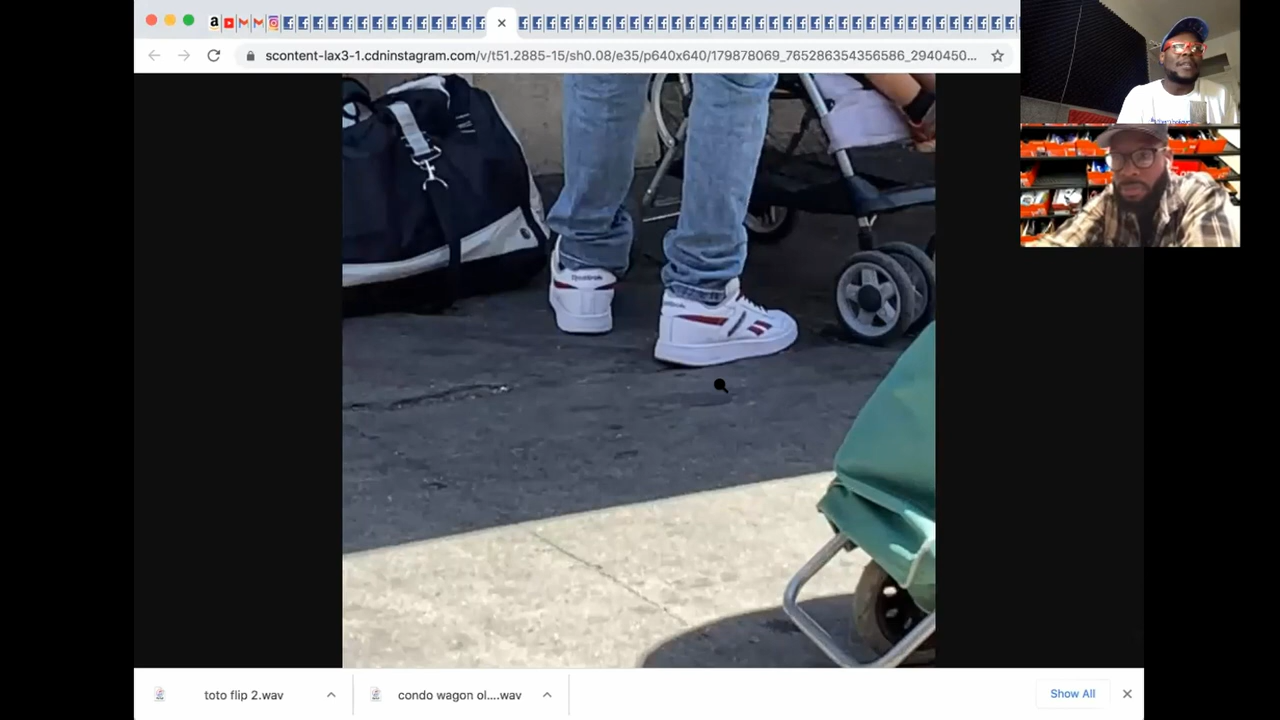 scontent-lax3-1.cdninstagram.com/v/t51.2885-15/sh0.08/e35/p640x640/179878069_765286354356586_2940450...
Reebok
toto flip 2.wav
condo wagon ol....wav
Show All